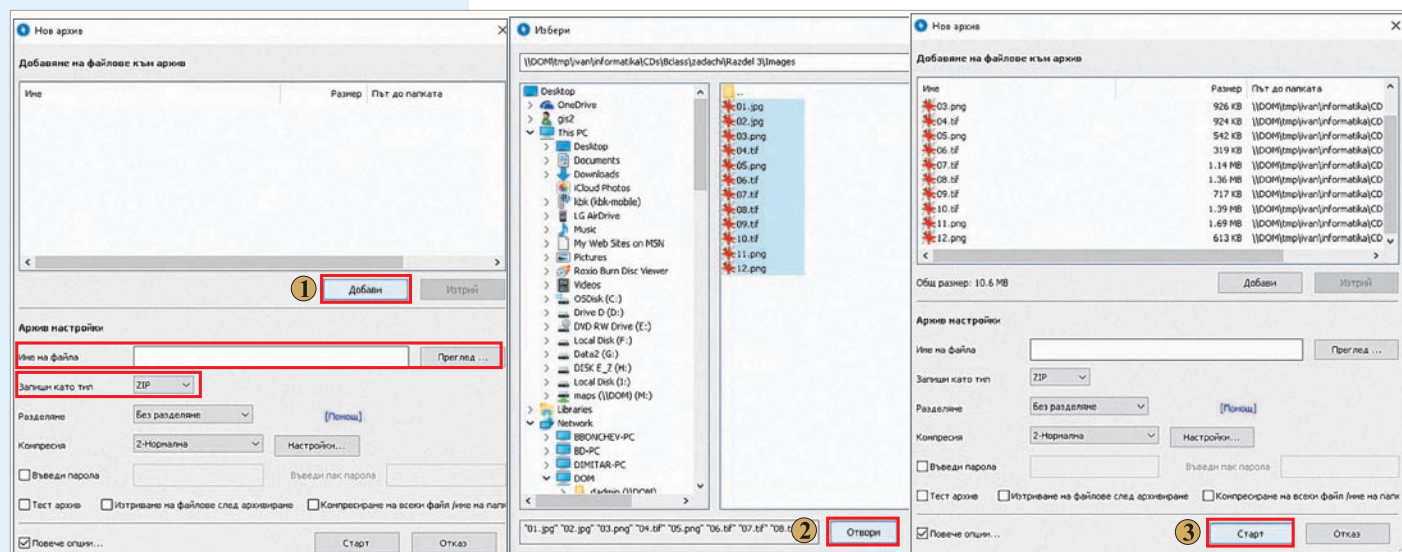 Нов архив
Добавяне на файлове към архив
Име Размер Път до папката
1 Добави Изтрий
Архив настройки
Име на файла Преглед ...
Запиши като тип ZIP
Разделяне Без разделяне [Помощ]
Компресия 2-Нормална Настройки...
Въведи парола Въведи пак парола
Тест архив Изтриване на файлове след архивиране Компресиране на всеки файл /име на папк
Повече опции... Старт Отказ
Избери
\\DOM\tmp\ivan\informatika\CDs\8class\zadachi\Razdel 3\Images
Desktop
OneDrive
gis2
This PC
Desktop
Documents
Downloads
iCloud Photos
kbk (kbk-mobile)
LG AirDrive
Music
My Web Sites on MSN
Pictures
Roxio Burn Disc Viewer
Videos
OSDisk (C:)
Drive D (D:)
DVD RW Drive (E:)
Local Disk (F:)
Data2 (G:)
DISK E_2 (H:)
Local Disk (I:)
maps (\\DOM) (M:)
Libraries
Network
BBONCHEV-PC
BD-PC
DIMITAR-PC
DOM
dadmin (\\DOM)
..
01.jpg
02.jpg
03.png
04.tif
05.png
06.tif
07.tif
08.tif
09.tif
10.tif
11.png
12.png
"01.jpg" "02.jpg" "03.png" "04.tif" "05.png" "06.tif" "07.tif" "08.t
2 Отвори
Нов архив
Добавяне на файлове към архив
Име Размер Път до папката
03.png 926 KB \\DOM\tmp\ivan\informatika\CD
04.tif 924 KB \\DOM\tmp\ivan\informatika\CD
05.png 542 KB \\DOM\tmp\ivan\informatika\CD
06.tif 319 KB \\DOM\tmp\ivan\informatika\CD
07.tif 1.14 MB \\DOM\tmp\ivan\informatika\CD
08.tif 1.36 MB \\DOM\tmp\ivan\informatika\CD
09.tif 717 KB \\DOM\tmp\ivan\informatika\CD
10.tif 1.39 MB \\DOM\tmp\ivan\informatika\CD
11.png 1.69 MB \\DOM\tmp\ivan\informatika\CD
12.png 613 KB \\DOM\tmp\ivan\informatika\CD
Общ размер: 10.6 MB Добави Изтрий
Архив настройки
Име на файла Преглед ...
Запиши като тип ZIP
Разделяне Без разделяне [Помощ]
Компресия 2-Нормална Настройки...
Въведи парола Въведи пак парола
Тест архив Изтриване на файлове след архивиране Компресиране на всеки файл /име на папк
Повече опции... 3 Старт Отказ